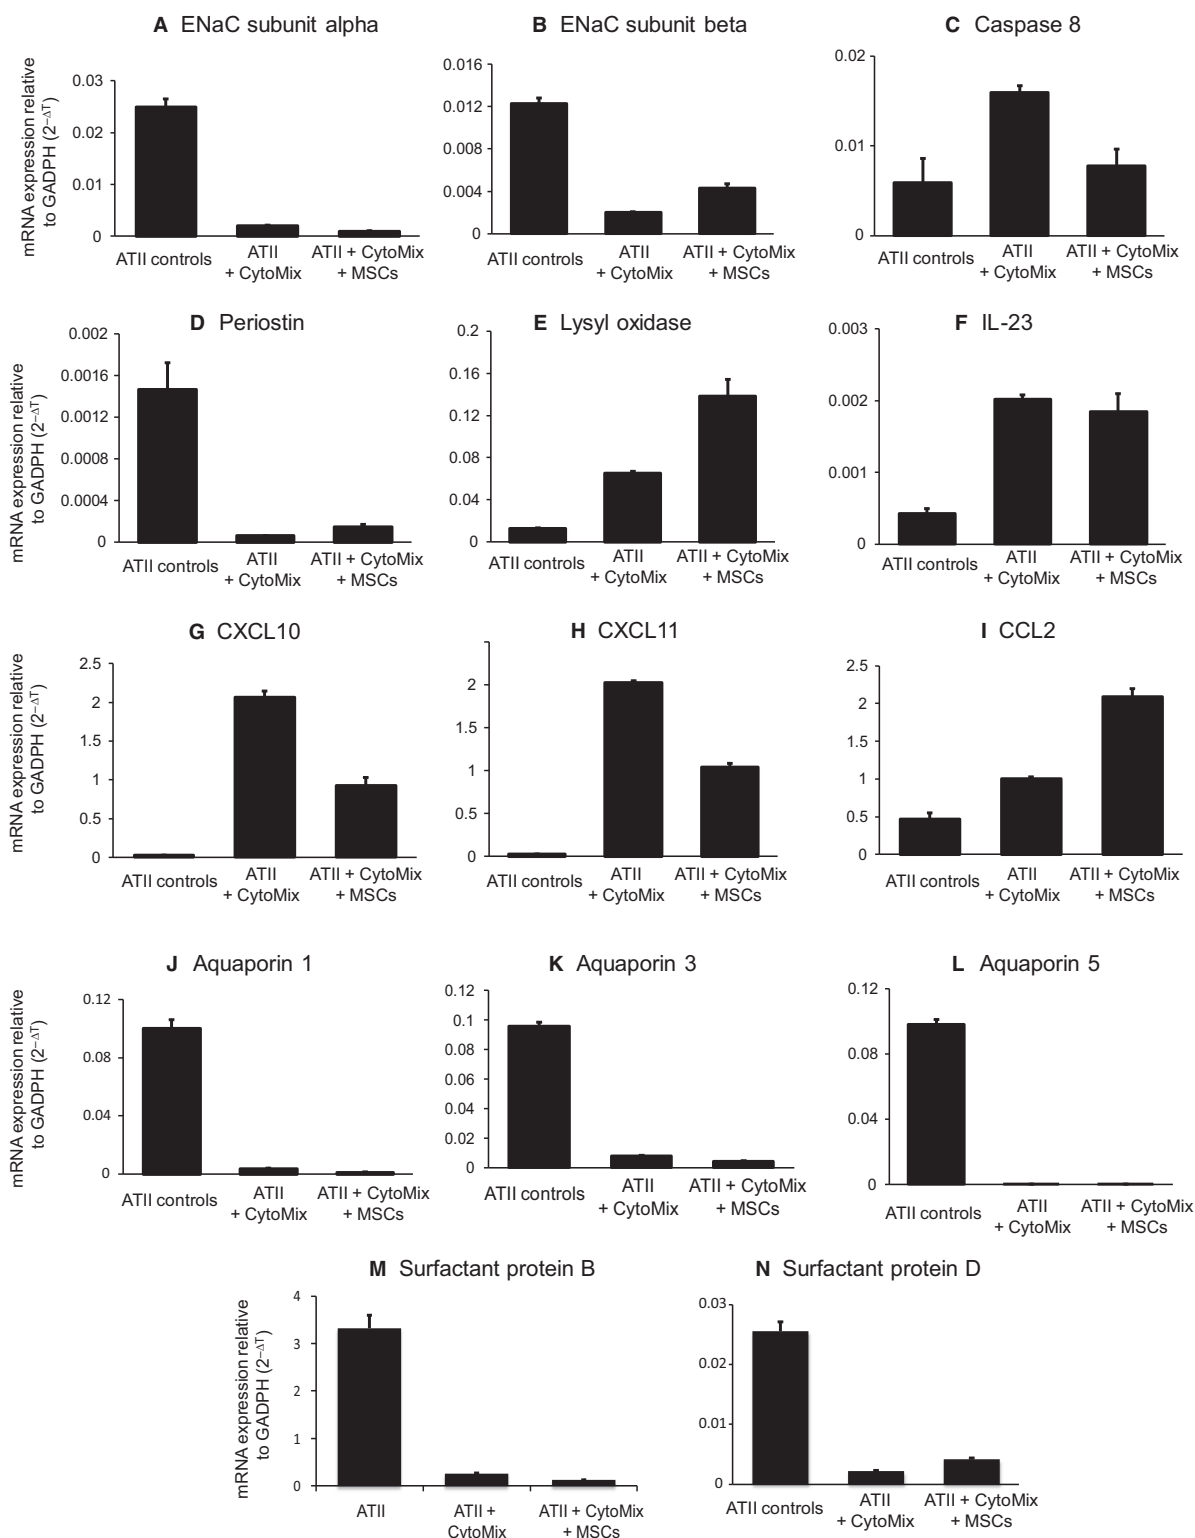 A ENaC subunit alpha
B ENaC subunit beta
C Caspase 8
mRNA expression relative
to GADPH (2−ΔT)
0.03
0.02
0.01
0
ATII controls
ATII
+ CytoMix
ATII + CytoMix
+ MSCs
0.016
0.012
0.008
0.004
0
ATII controls
ATII
+ CytoMix
ATII + CytoMix
+ MSCs
0.02
0.01
0
ATII controls
ATII
+ CytoMix
ATII + CytoMix
+ MSCs
D Periostin
E Lysyl oxidase
F IL-23
mRNA expression relative
to GADPH (2−ΔT)
0.002
0.0016
0.0012
0.0008
0.0004
0
ATII controls
ATII
+ CytoMix
ATII + CytoMix
+ MSCs
0.2
0.16
0.12
0.08
0.04
0
ATII controls
ATII
+ CytoMix
ATII + CytoMix
+ MSCs
0.003
0.002
0.001
0
ATII controls
ATII
+ CytoMix
ATII + CytoMix
+ MSCs
G CXCL10
H CXCL11
I CCL2
mRNA expression relative
to GADPH (2−ΔT)
2.5
2
1.5
1
0.5
0
ATII controls
ATII
+ CytoMix
ATII + CytoMix
+ MSCs
2
1
0
ATII controls
ATII
+ CytoMix
ATII + CytoMix
+ MSCs
2.5
2
1.5
1
0.5
0
ATII controls
ATII
+ CytoMix
ATII + CytoMix
+ MSCs
J Aquaporin 1
K Aquaporin 3
L Aquaporin 5
mRNA expression relative
to GADPH (2−ΔT)
0.12
0.08
0.04
0
ATII controls
ATII
+ CytoMix
ATII + CytoMix
+ MSCs
0.12
0.1
0.08
0.06
0.04
0.02
0
ATII controls
ATII
+ CytoMix
ATII + CytoMix
+ MSCs
0.12
0.08
0.04
0
ATII controls
ATII
+ CytoMix
ATII + CytoMix
+ MSCs
M Surfactant protein B
N Surfactant protein D
mRNA expression relative
to GADPH (2−ΔT)
4
3
2
1
0
ATII
ATII +
CytoMix
ATII + CytoMix
+ MSCs
0.03
0.02
0.01
0
ATII controls
ATII
+ CytoMix
ATII + CytoMix
+ MSCs